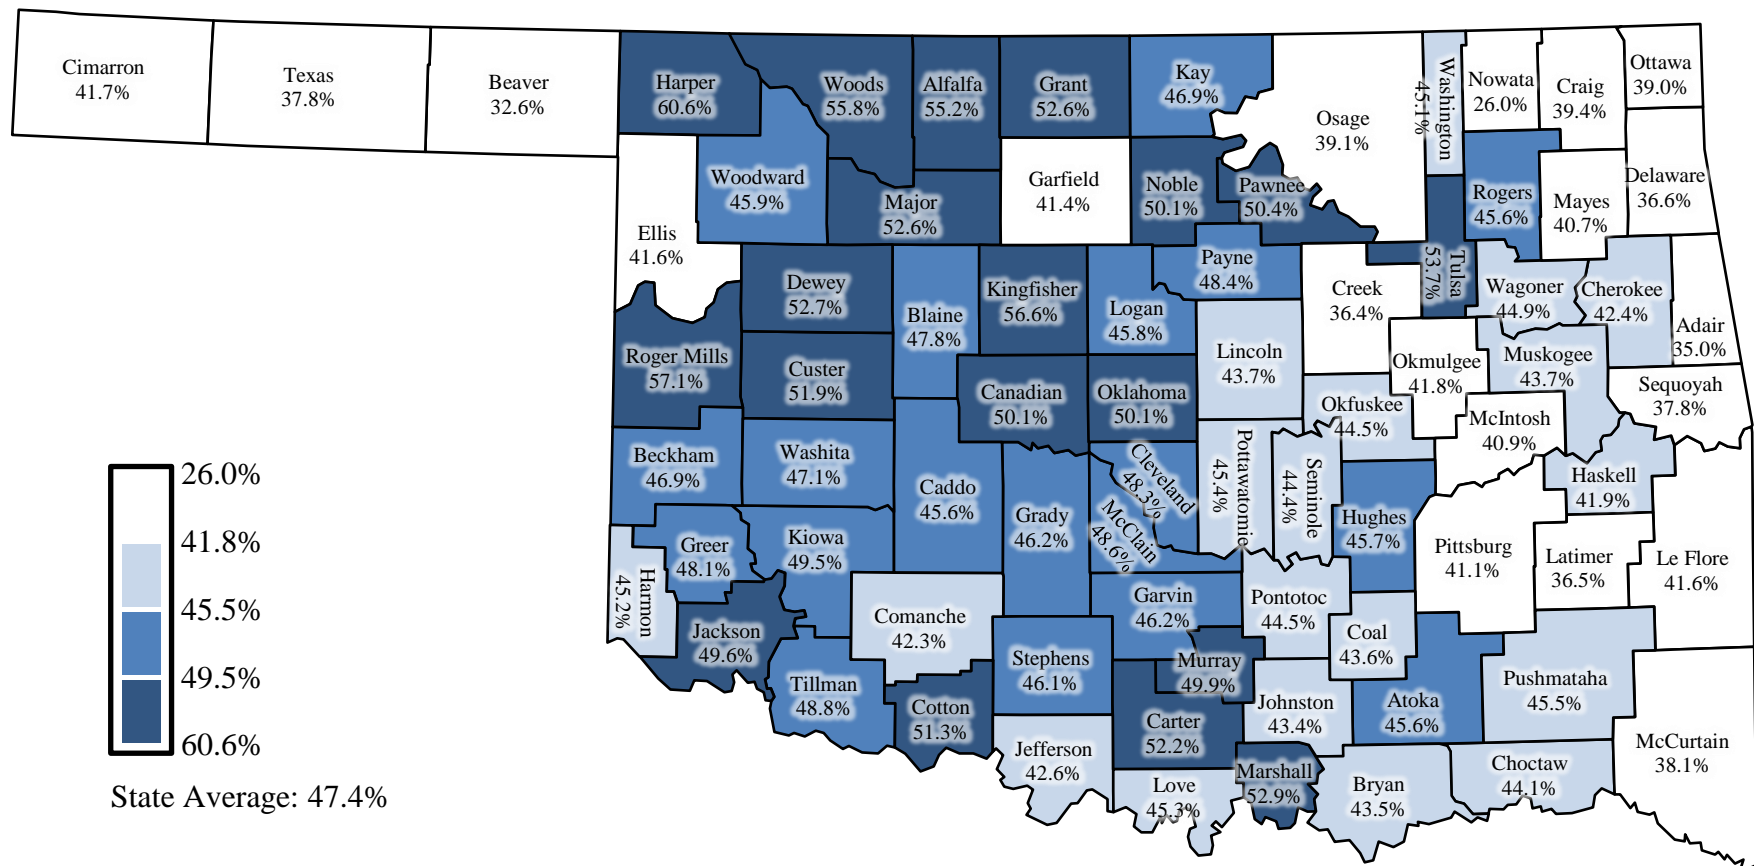 Cimarron
41.7%
Texas
37.8%
Beaver
32.6%
Harper
60.6%
Woods
55.8%
Alfalfa
55.2%
Grant
52.6%
Kay
46.9%
Osage
39.1%
Washington
45.1%
Nowata
26.0%
Craig
39.4%
Ottawa
39.0%
Woodward
45.9%
Major
52.6%
Garfield
41.4%
Noble
50.1%
Pawnee
50.4%
Rogers
45.6%
Mayes
40.7%
Delaware
36.6%
Ellis
41.6%
Dewey
52.7%
Blaine
47.8%
Kingfisher
56.6%
Logan
45.8%
Payne
48.4%
Creek
36.4%
Tulsa
53.7%
Wagoner
44.9%
Cherokee
42.4%
Adair
35.0%
Roger Mills
57.1%
Custer
51.9%
Canadian
50.1%
Oklahoma
50.1%
Lincoln
43.7%
Okmulgee
41.8%
Muskogee
43.7%
Sequoyah
37.8%
Okfuskee
44.5%
McIntosh
40.9%
Beckham
46.9%
Washita
47.1%
Caddo
45.6%
Grady
46.2%
Cleveland
48.3%
McClain
48.6%
Pottawatomie
45.4%
Seminole
44.4%
Hughes
45.7%
Haskell
41.9%
Pittsburg
41.1%
Latimer
36.5%
Le Flore
41.6%
Greer
48.1%
Kiowa
49.5%
Harmon
45.2%
Jackson
49.6%
Comanche
42.3%
Garvin
46.2%
Pontotoc
44.5%
Coal
43.6%
Tillman
48.8%
Cotton
51.3%
Stephens
46.1%
Murray
49.9%
Carter
52.2%
Johnston
43.4%
Atoka
45.6%
Pushmataha
45.5%
McCurtain
38.1%
Jefferson
42.6%
Love
45.3%
Marshall
52.9%
Bryan
43.5%
Choctaw
44.1%
26.0%
41.8%
45.5%
49.5%
60.6%
State Average: 47.4%